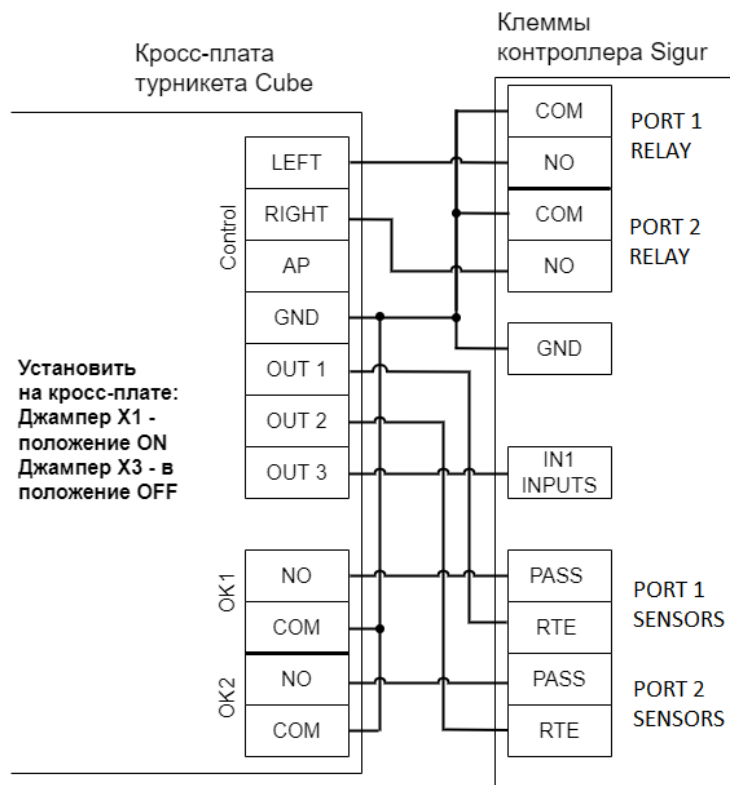 Кросс-плата
турникета Cube
Клеммы
контроллера Sigur
Control
LEFT
RIGHT
AP
GND
OUT 1
OUT 2
OUT 3
Установить
на кросс-плате:
Джампер X1 -
положение ON
Джампер X3 - в
положение OFF
OK1
NO
COM
OK2
NO
COM
COM
NO
PORT 1
RELAY
COM
NO
PORT 2
RELAY
GND
IN1
INPUTS
PASS
RTE
PORT 1
SENSORS
PASS
RTE
PORT 2
SENSORS